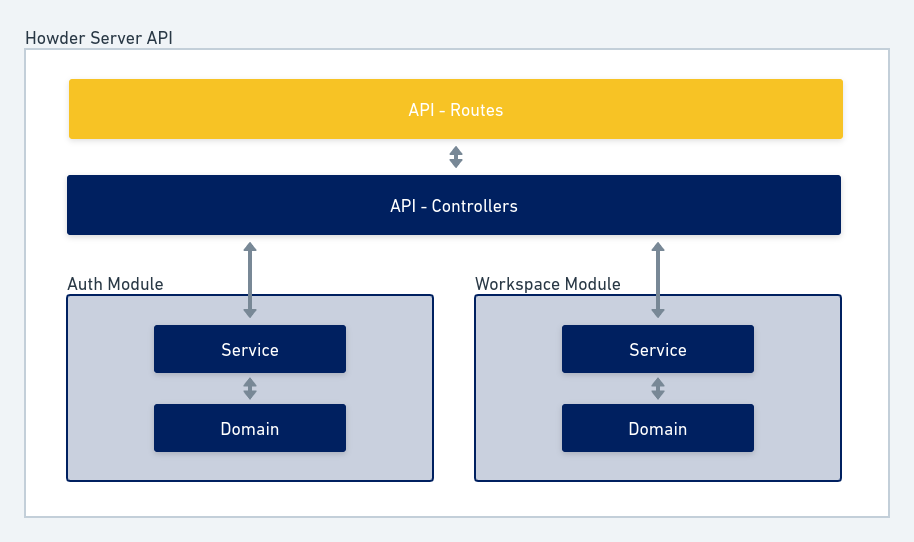 Howder Server API
API - Routes
API - Controllers
Auth Module
Workspace Module
Service
Service
Domain
Domain